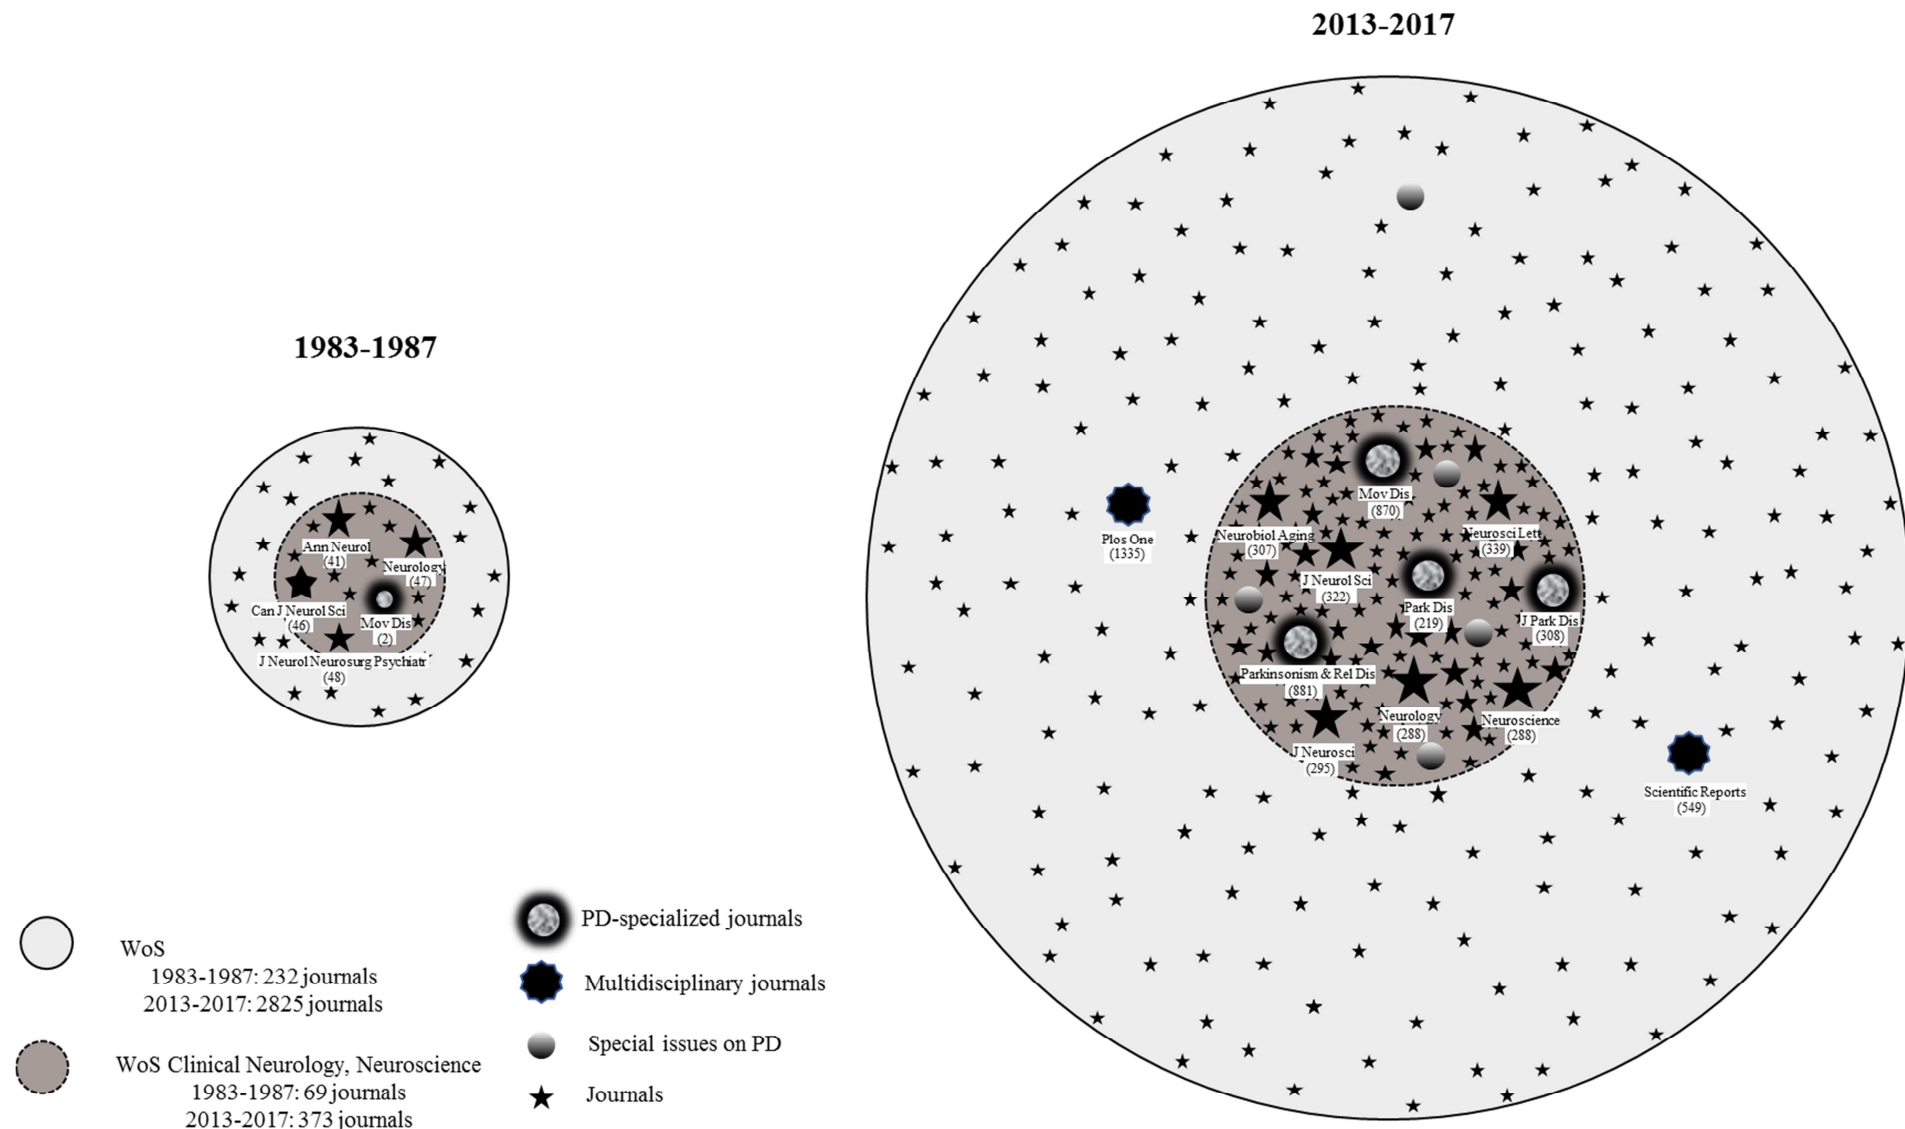 2013-2017
1983-1987
Ann Neurol
(41)
Neurology
(47)
Can J Neurol Sci
(46)
Mov Dis
(2)
J Neurol Neurosurg Psychiatr
(48)
Mov Dis
(870)
Neurobiol Aging
(307)
Neurosci Lett
(339)
Plos One
(1335)
J Neurol Sci
(322)
Park Dis
(219)
J Park Dis
(308)
Parkinsonism & Rel Dis
(881)
Neurology
(288)
Neuroscience
(288)
J Neurosci
(295)
Scientific Reports
(549)
WoS
1983-1987: 232 journals
2013-2017: 2825 journals
WoS Clinical Neurology, Neuroscience
1983-1987: 69 journals
2013-2017: 373 journals
PD-specialized journals
Multidisciplinary journals
Special issues on PD
Journals